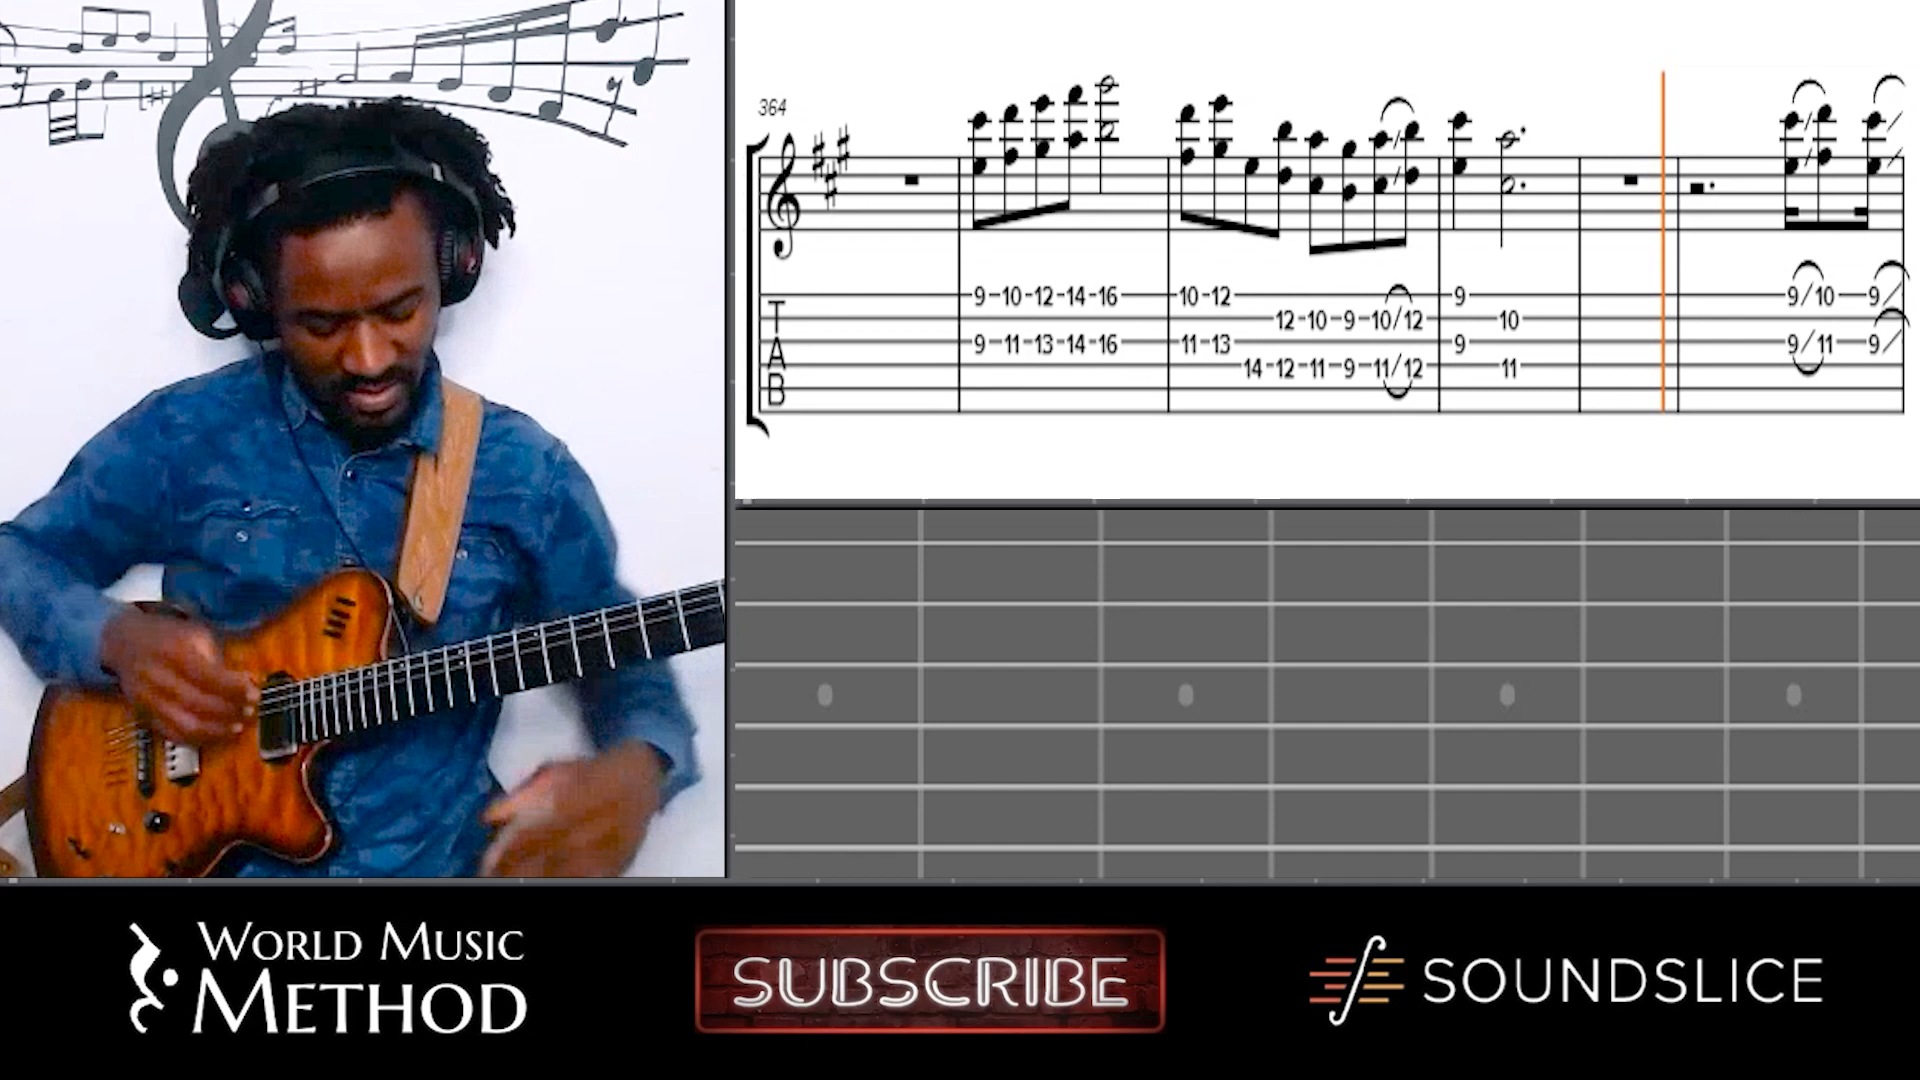 364
9-10-12-14-16 10-12 9 9/10-9/
12-10-9-10/12 10
9-11-13-14-16 11-13 9 9/11-9/
14-12-11-9-11/12 11
T
A
B
WORLD MUSIC
METHOD
SUBSCRIBE
SOUNDSLICE